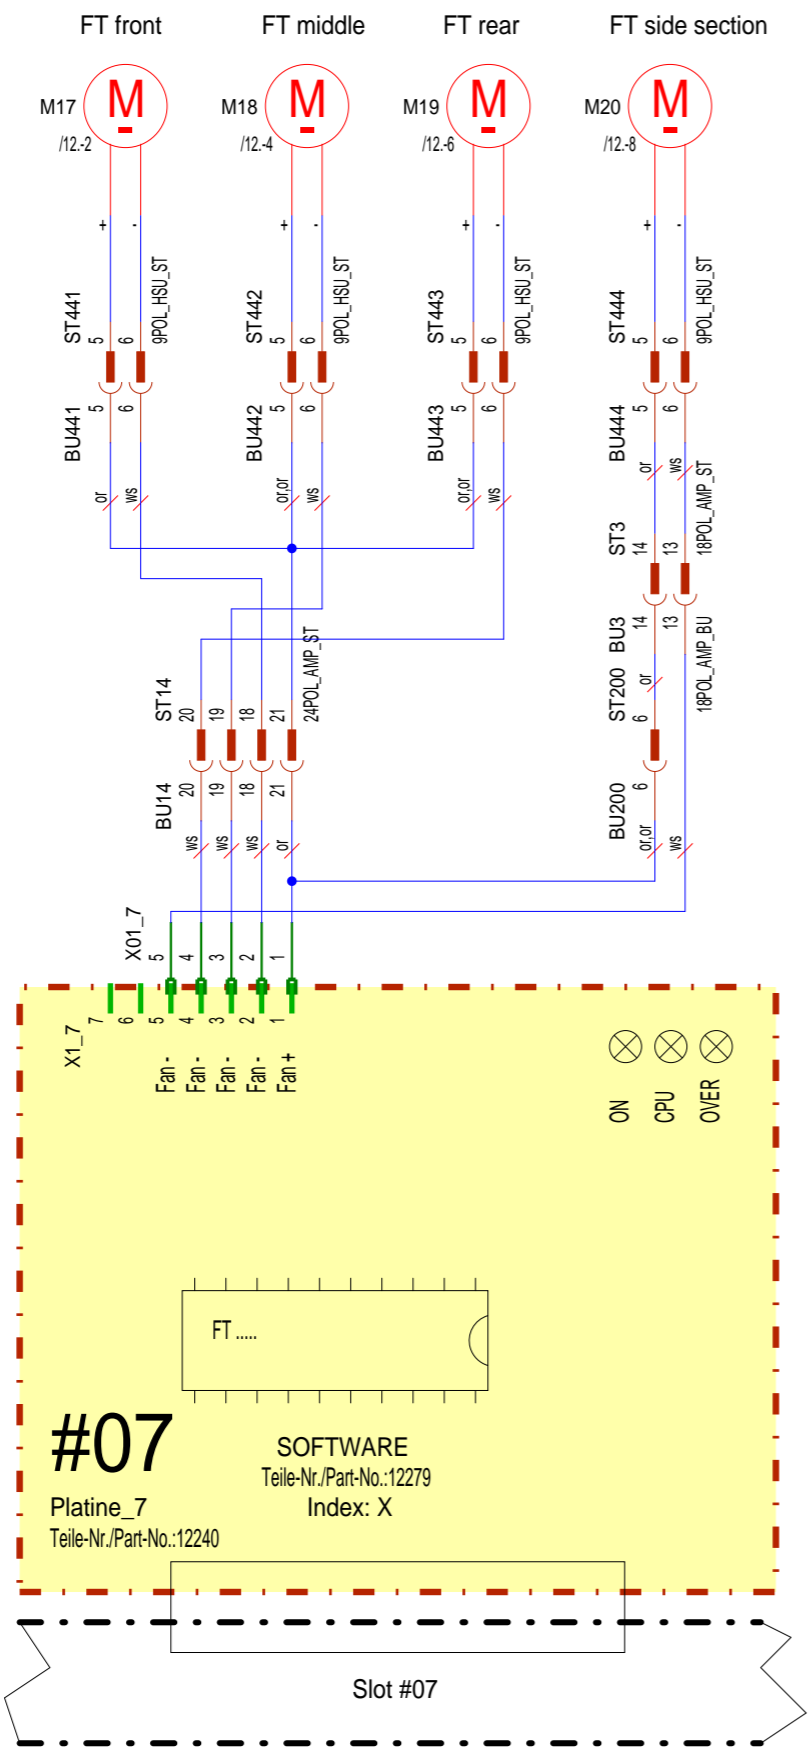 FT front FT middle FT rear FT side section
M17 M M18 M M19 M M20 M
/12.-2 /12.-4 /12.-6 /12.-8
+ - + - + - + -
ST441 5 6 9POL_HSU_ST ST442 5 6 9POL_HSU_ST ST443 5 6 9POL_HSU_ST ST444 5 6 9POL_HSU_ST
BU441 5 6 BU442 5 6 BU443 5 6 BU444 5 6
or ws or,or ws or,or ws or ws
ST3 14 13 18POL_AMP_ST
BU3 14 13 18POL_AMP_BU
or
ST14 20 19 18 21 24POL_AMP_ST
ST200 6
BU14 20 19 18 21
BU200 6
ws ws ws or or,or ws
X01_7 5 4 3 2 1
X1_7 7 6 5 4 3 2 1
Fan - Fan - Fan - Fan - Fan +
ON CPU OVER
FT .....
#07
SOFTWARE
Teile-Nr./Part-No.:12279
Index: X
Platine_7
Teile-Nr./Part-No.:12240
Slot #07